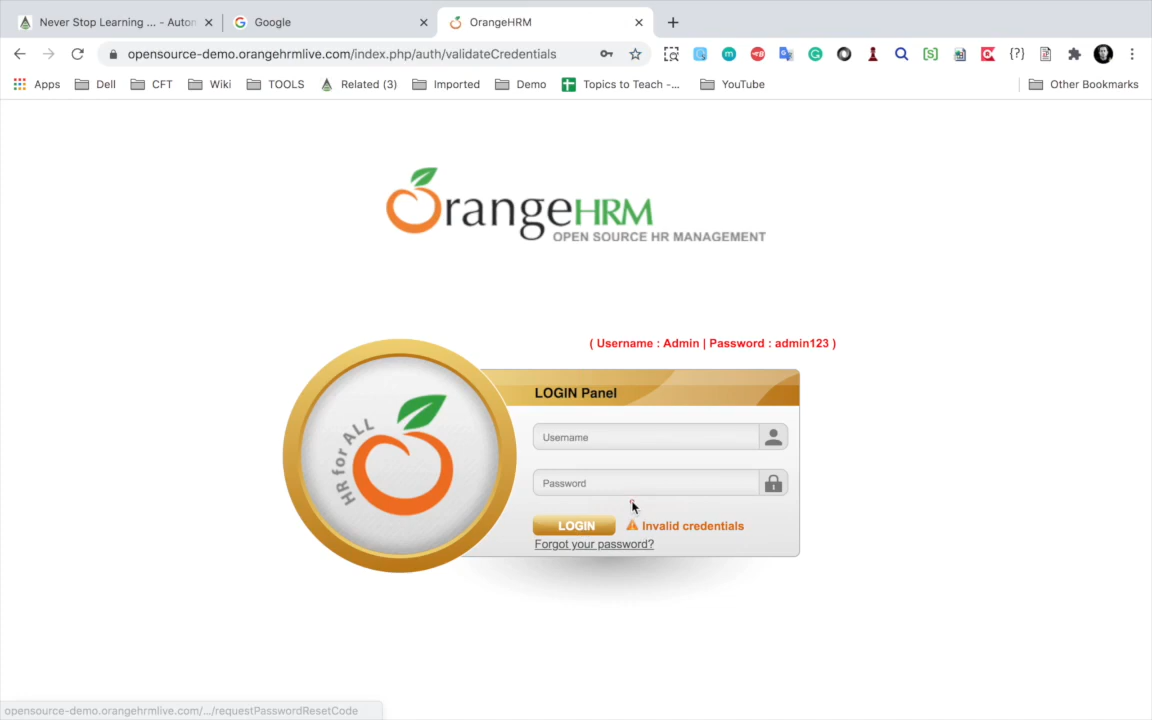 Never Stop Learning ... - Auton
Google
OrangeHRM
opensource-demo.orangehrmlive.com/index.php/auth/validateCredentials
Apps
Dell
CFT
Wiki
TOOLS
Related (3)
Imported
Demo
Topics to Teach -...
YouTube
Other Bookmarks
OrangeHRM
OPEN SOURCE HR MANAGEMENT
( Username : Admin | Password : admin123 )
LOGIN Panel
HR for ALL
Username
Password
LOGIN
Invalid credentials
Forgot your password?
opensource-demo.orangehrmlive.com/.../requestPasswordResetCode